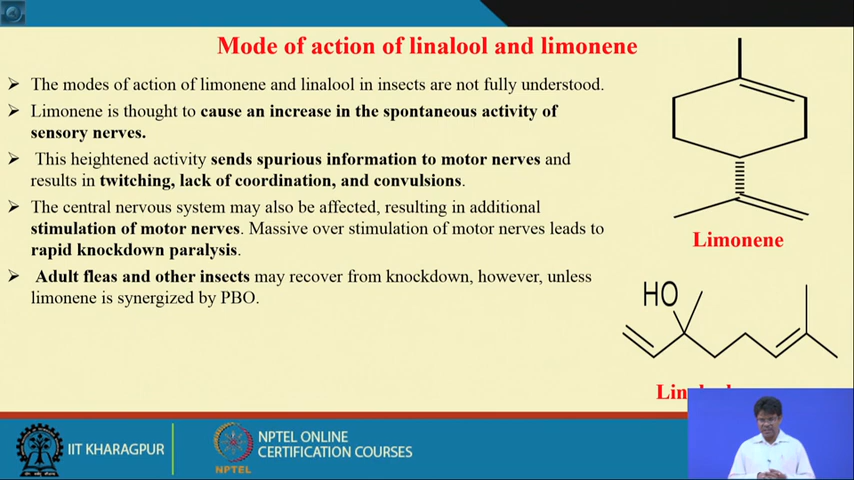 Mode of action of linalool and limonene
➢ The modes of action of limonene and linalool in insects are not fully understood.
➢ Limonene is thought to cause an increase in the spontaneous activity of
sensory nerves.
➢ This heightened activity sends spurious information to motor nerves and
results in twitching, lack of coordination, and convulsions.
➢ The central nervous system may also be affected, resulting in additional
stimulation of motor nerves. Massive over stimulation of motor nerves leads to
rapid knockdown paralysis.
➢ Adult fleas and other insects may recover from knockdown, however, unless
limonene is synergized by PBO.
Limonene
HO
IIT KHARAGPUR
NPTEL
NPTEL ONLINE
CERTIFICATION COURSES